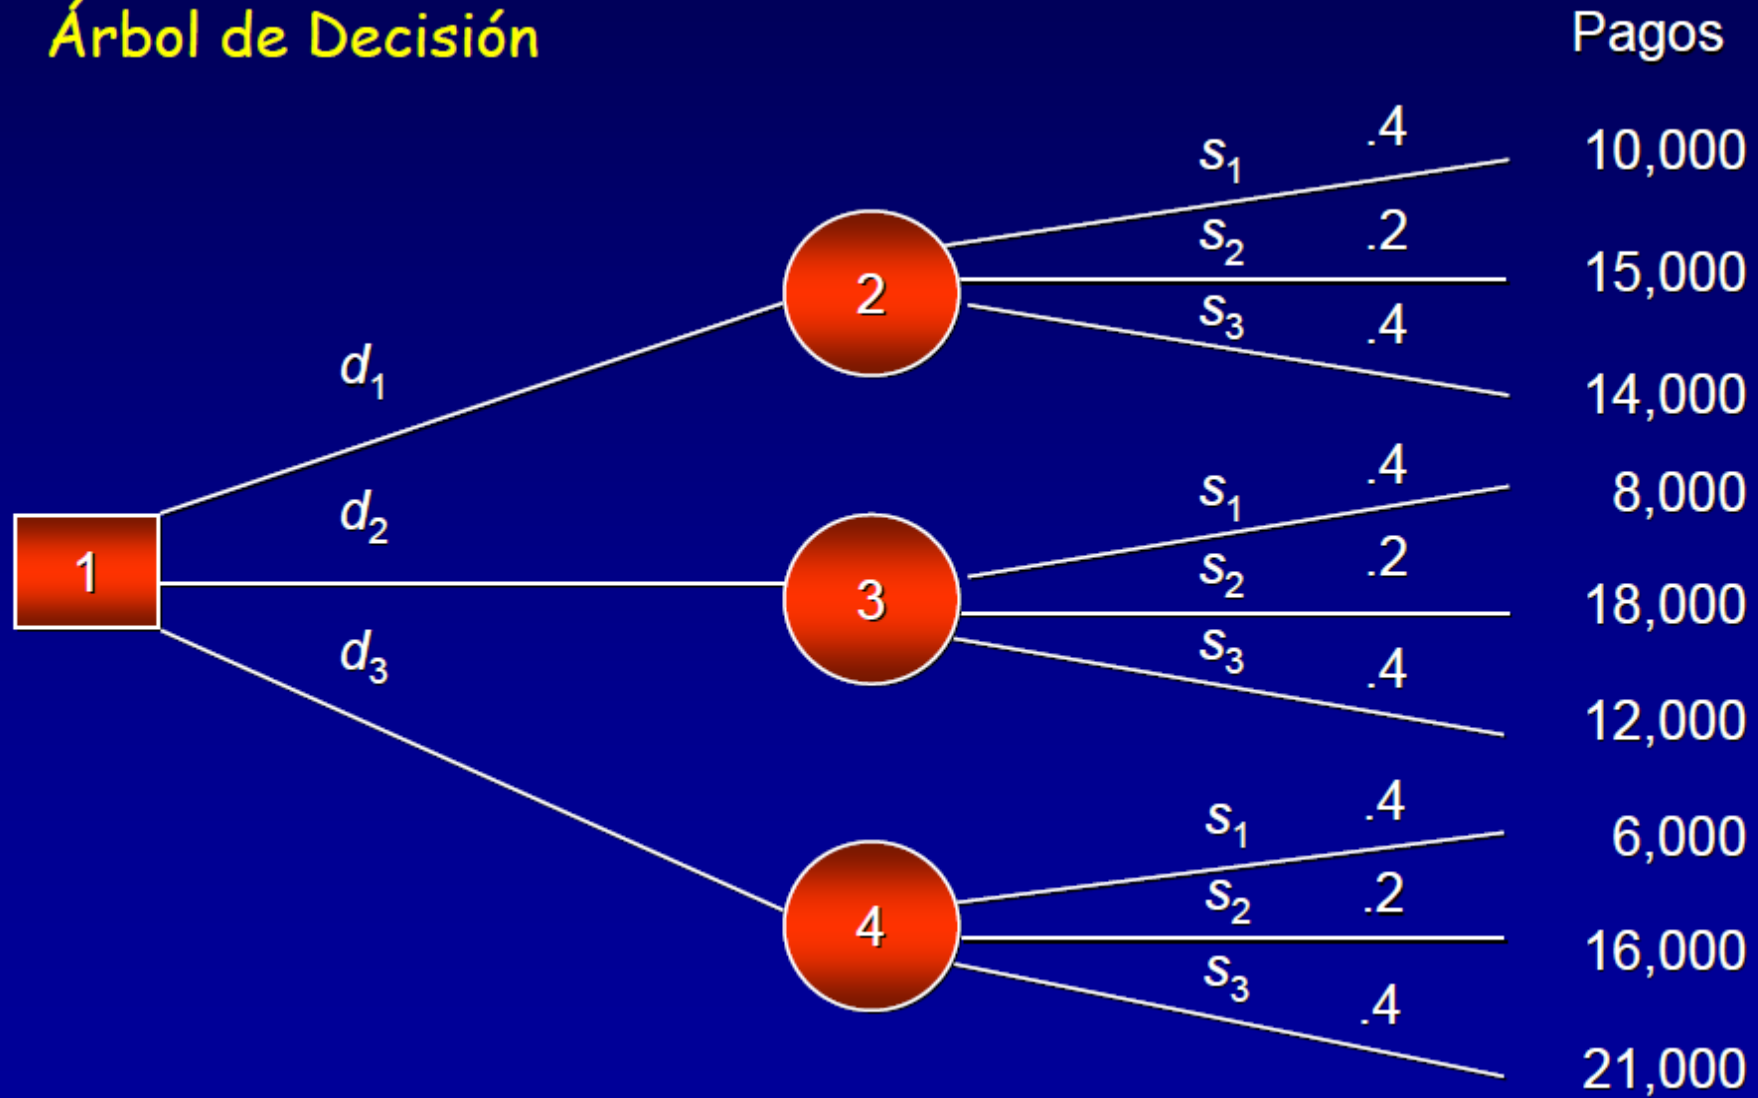 Árbol de Decisión
Pagos
s₁ .4 10,000
s₂ .2 15,000
s₃ .4 14,000
2
d₁
s₁ .4 8,000
d₂
s₂ .2 18,000
1
3
s₃ .4 12,000
d₃
s₁ .4 6,000
s₂ .2 16,000
4
s₃ .4 21,000